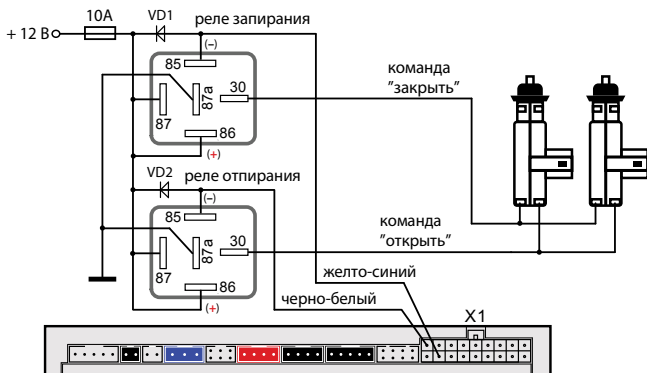 10А
VD1
реле запирания
+ 12 В
(–)
85
30
87
87a
86
(+)
команда
"закрыть"
VD2
реле отпирания
(–)
85
30
87
87a
86
(+)
команда
"открыть"
желто-синий
черно-белый
X1